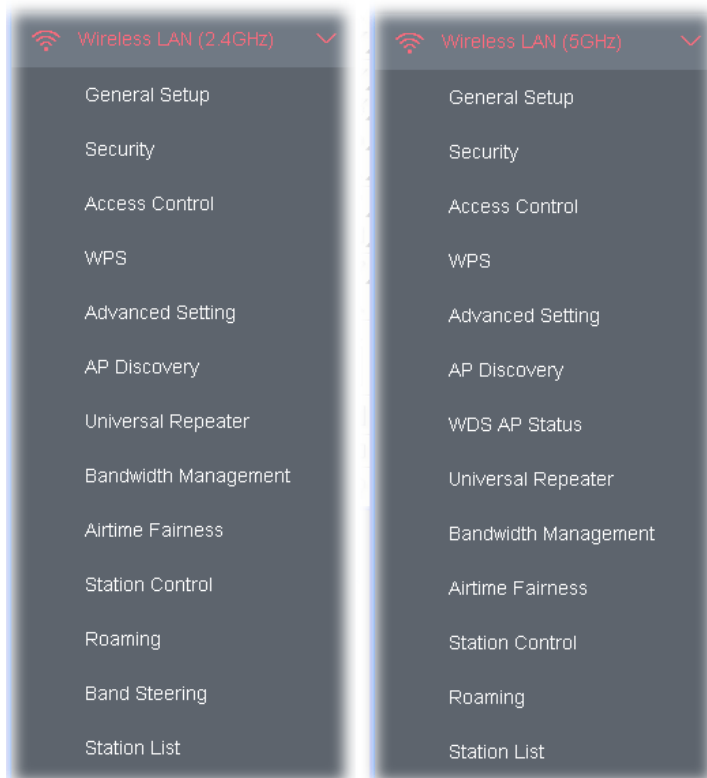 Wireless LAN (2.4GHz)
General Setup
Security
Access Control
WPS
Advanced Setting
AP Discovery
Universal Repeater
Bandwidth Management
Airtime Fairness
Station Control
Roaming
Band Steering
Station List
Wireless LAN (5GHz)
General Setup
Security
Access Control
WPS
Advanced Setting
AP Discovery
WDS AP Status
Universal Repeater
Bandwidth Management
Airtime Fairness
Station Control
Roaming
Station List